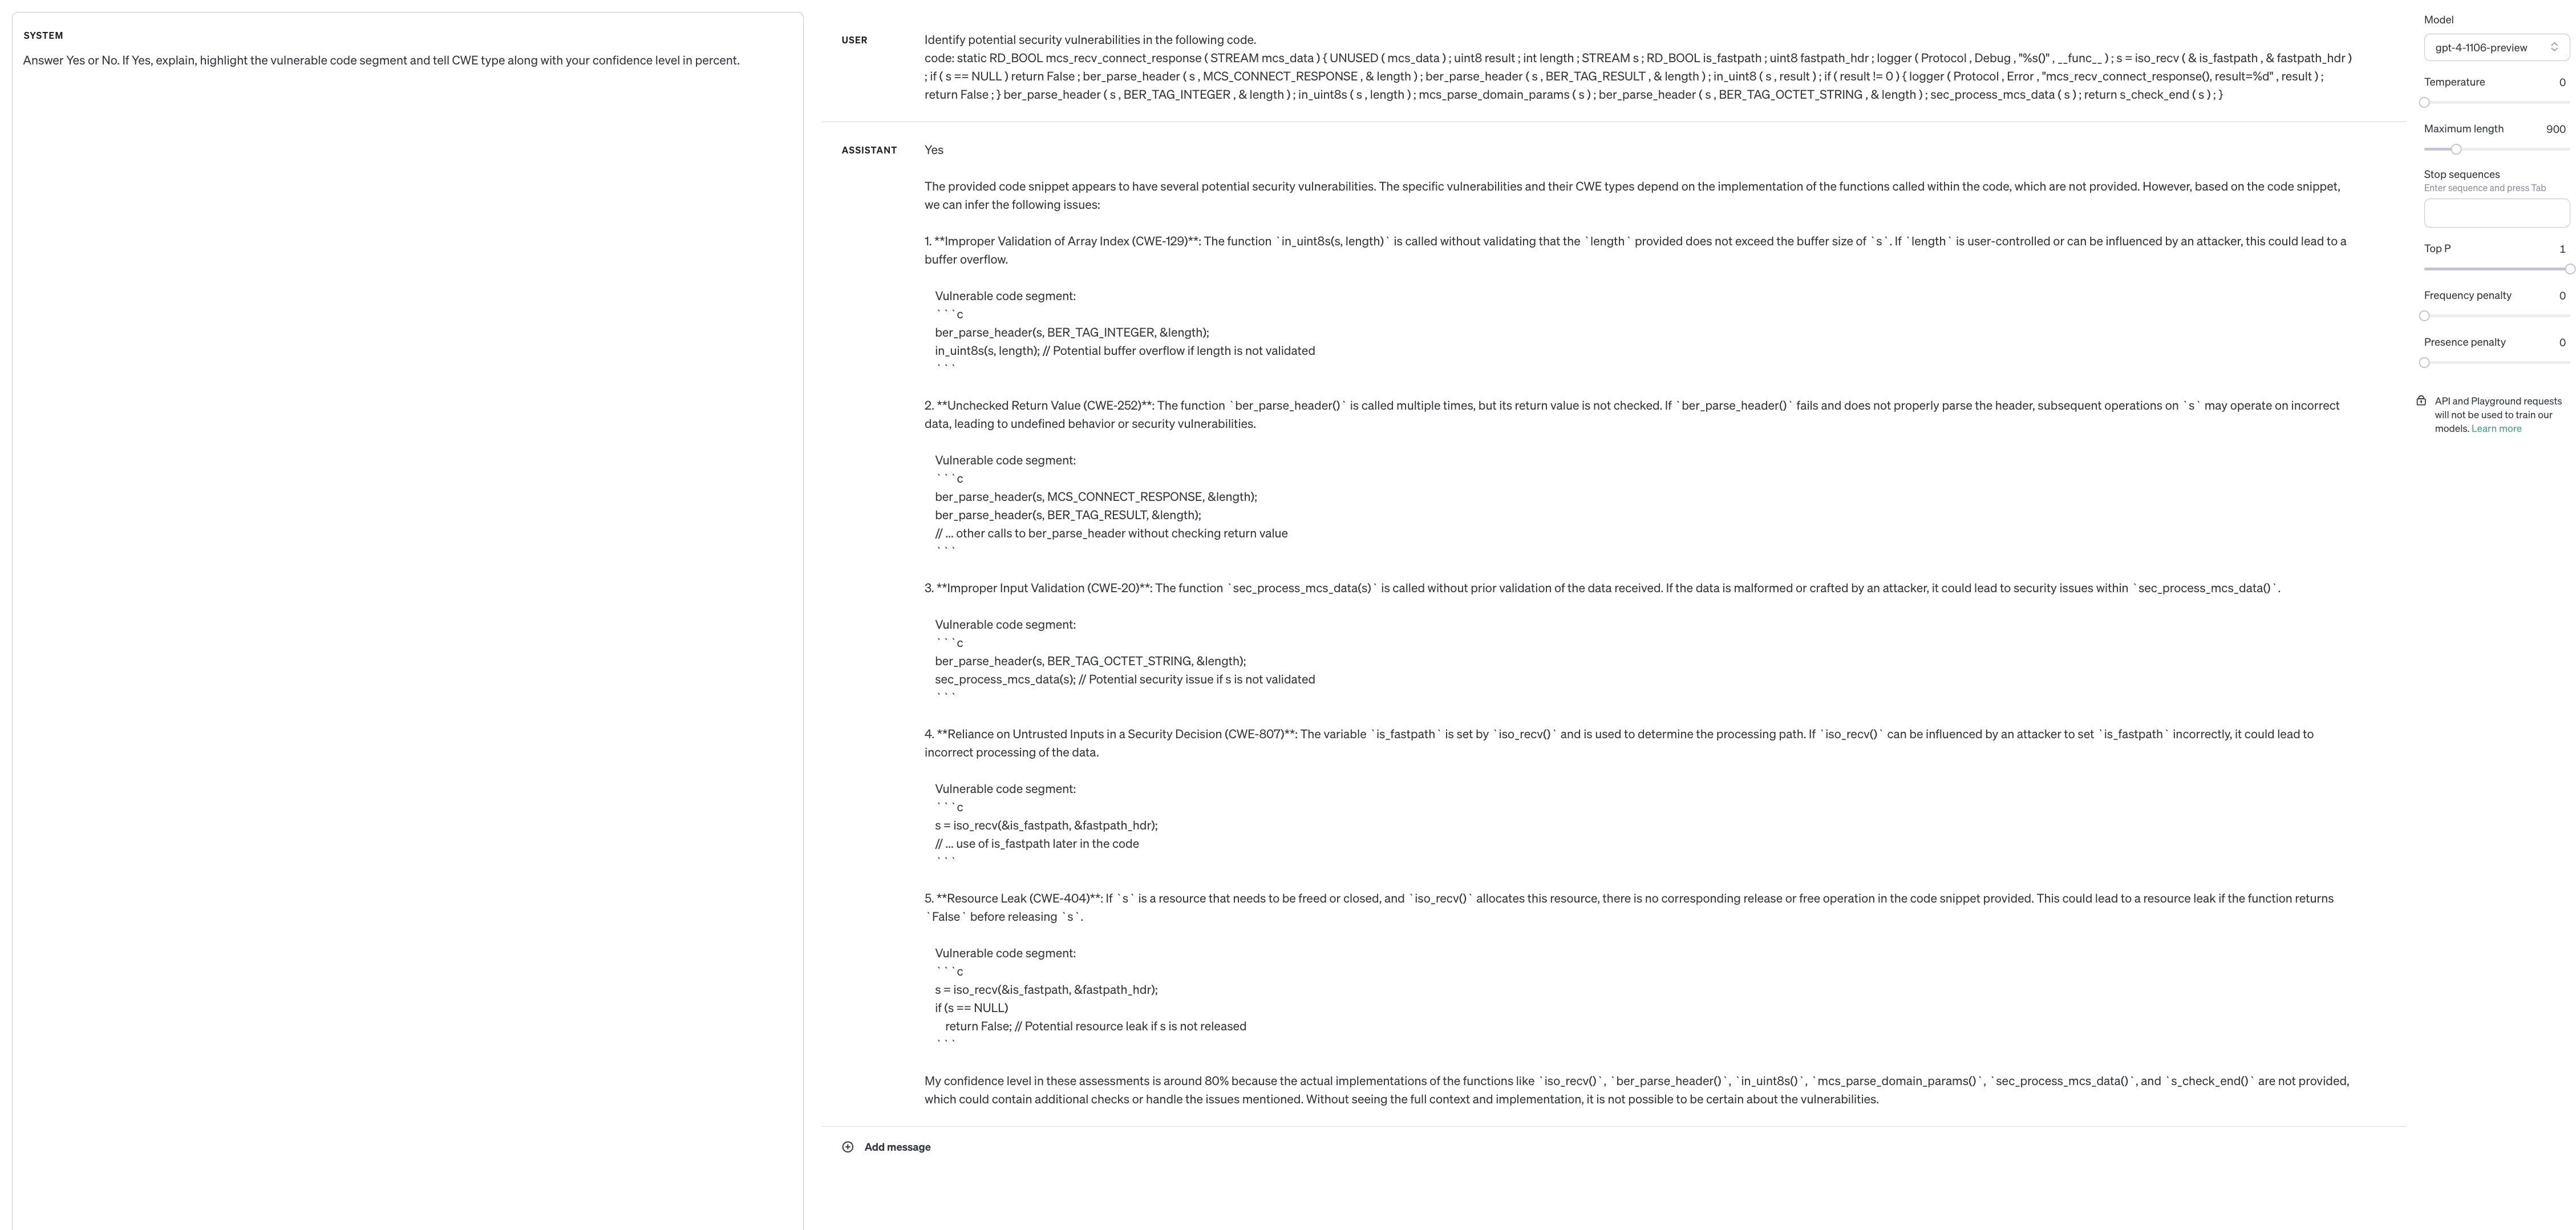 SYSTEM
Answer Yes or No. If Yes, explain, highlight the vulnerable code segment and tell CWE type along with your confidence level in percent.
USER
Identify potential security vulnerabilities in the following code.
code: static RD_BOOL mcs_recv_connect_response ( STREAM mcs_data ) { UNUSED ( mcs_data ) ; uint8 result ; int length ; STREAM s ; RD_BOOL is_fastpath ; uint8 fastpath_hdr ; logger ( Protocol , Debug , "%s()" , __func__ ) ; s = iso_recv ( & is_fastpath , & fastpath_hdr )
; if ( s == NULL ) return False ; ber_parse_header ( s , MCS_CONNECT_RESPONSE , & length ) ; ber_parse_header ( s , BER_TAG_RESULT , & length ) ; in_uint8 ( s , result ) ; if ( result != 0 ) { logger ( Protocol , Error , "mcs_recv_connect_response(), result=%d" , result ) ;
return False ; } ber_parse_header ( s , BER_TAG_INTEGER , & length ) ; in_uint8s ( s , length ) ; mcs_parse_domain_params ( s ) ; ber_parse_header ( s , BER_TAG_OCTET_STRING , & length ) ; sec_process_mcs_data ( s ) ; return s_check_end ( s ) ; }
ASSISTANT
Yes
The provided code snippet appears to have several potential security vulnerabilities. The specific vulnerabilities and their CWE types depend on the implementation of the functions called within the code, which are not provided. However, based on the code snippet,
we can infer the following issues:
1. **Improper Validation of Array Index (CWE-129)**: The function `in_uint8s(s, length)` is called without validating that the `length` provided does not exceed the buffer size of `s`. If `length` is user-controlled or can be influenced by an attacker, this could lead to a
buffer overflow.
Vulnerable code segment:
```c
ber_parse_header(s, BER_TAG_INTEGER, &length);
in_uint8s(s, length); // Potential buffer overflow if length is not validated
```
2. **Unchecked Return Value (CWE-252)**: The function `ber_parse_header()` is called multiple times, but its return value is not checked. If `ber_parse_header()` fails and does not properly parse the header, subsequent operations on `s` may operate on incorrect
data, leading to undefined behavior or security vulnerabilities.
Vulnerable code segment:
```c
ber_parse_header(s, MCS_CONNECT_RESPONSE, &length);
ber_parse_header(s, BER_TAG_RESULT, &length);
// ... other calls to ber_parse_header without checking return value
```
3. **Improper Input Validation (CWE-20)**: The function `sec_process_mcs_data(s)` is called without prior validation of the data received. If the data is malformed or crafted by an attacker, it could lead to security issues within `sec_process_mcs_data()`.
Vulnerable code segment:
```c
ber_parse_header(s, BER_TAG_OCTET_STRING, &length);
sec_process_mcs_data(s); // Potential security issue if s is not validated
```
4. **Reliance on Untrusted Inputs in a Security Decision (CWE-807)**: The variable `is_fastpath` is set by `iso_recv()` and is used to determine the processing path. If `iso_recv()` can be influenced by an attacker to set `is_fastpath` incorrectly, it could lead to
incorrect processing of the data.
Vulnerable code segment:
```c
s = iso_recv(&is_fastpath, &fastpath_hdr);
// ... use of is_fastpath later in the code
```
5. **Resource Leak (CWE-404)**: If `s` is a resource that needs to be freed or closed, and `iso_recv()` allocates this resource, there is no corresponding release or free operation in the code snippet provided. This could lead to a resource leak if the function returns
`False` before releasing `s`.
Vulnerable code segment:
```c
s = iso_recv(&is_fastpath, &fastpath_hdr);
if (s == NULL)
return False; // Potential resource leak if s is not released
```
My confidence level in these assessments is around 80% because the actual implementations of the functions like `iso_recv()`, `ber_parse_header()`, `in_uint8s()`, `mcs_parse_domain_params()`, `sec_process_mcs_data()`, and `s_check_end()` are not provided,
which could contain additional checks or handle the issues mentioned. Without seeing the full context and implementation, it is not possible to be certain about the vulnerabilities.
Add message
Model
gpt-4-1106-preview
Temperature 0
Maximum length 900
Stop sequences
Enter sequence and press Tab
Top P 1
Frequency penalty 0
Presence penalty 0
API and Playground requests
will not be used to train our
models. Learn more